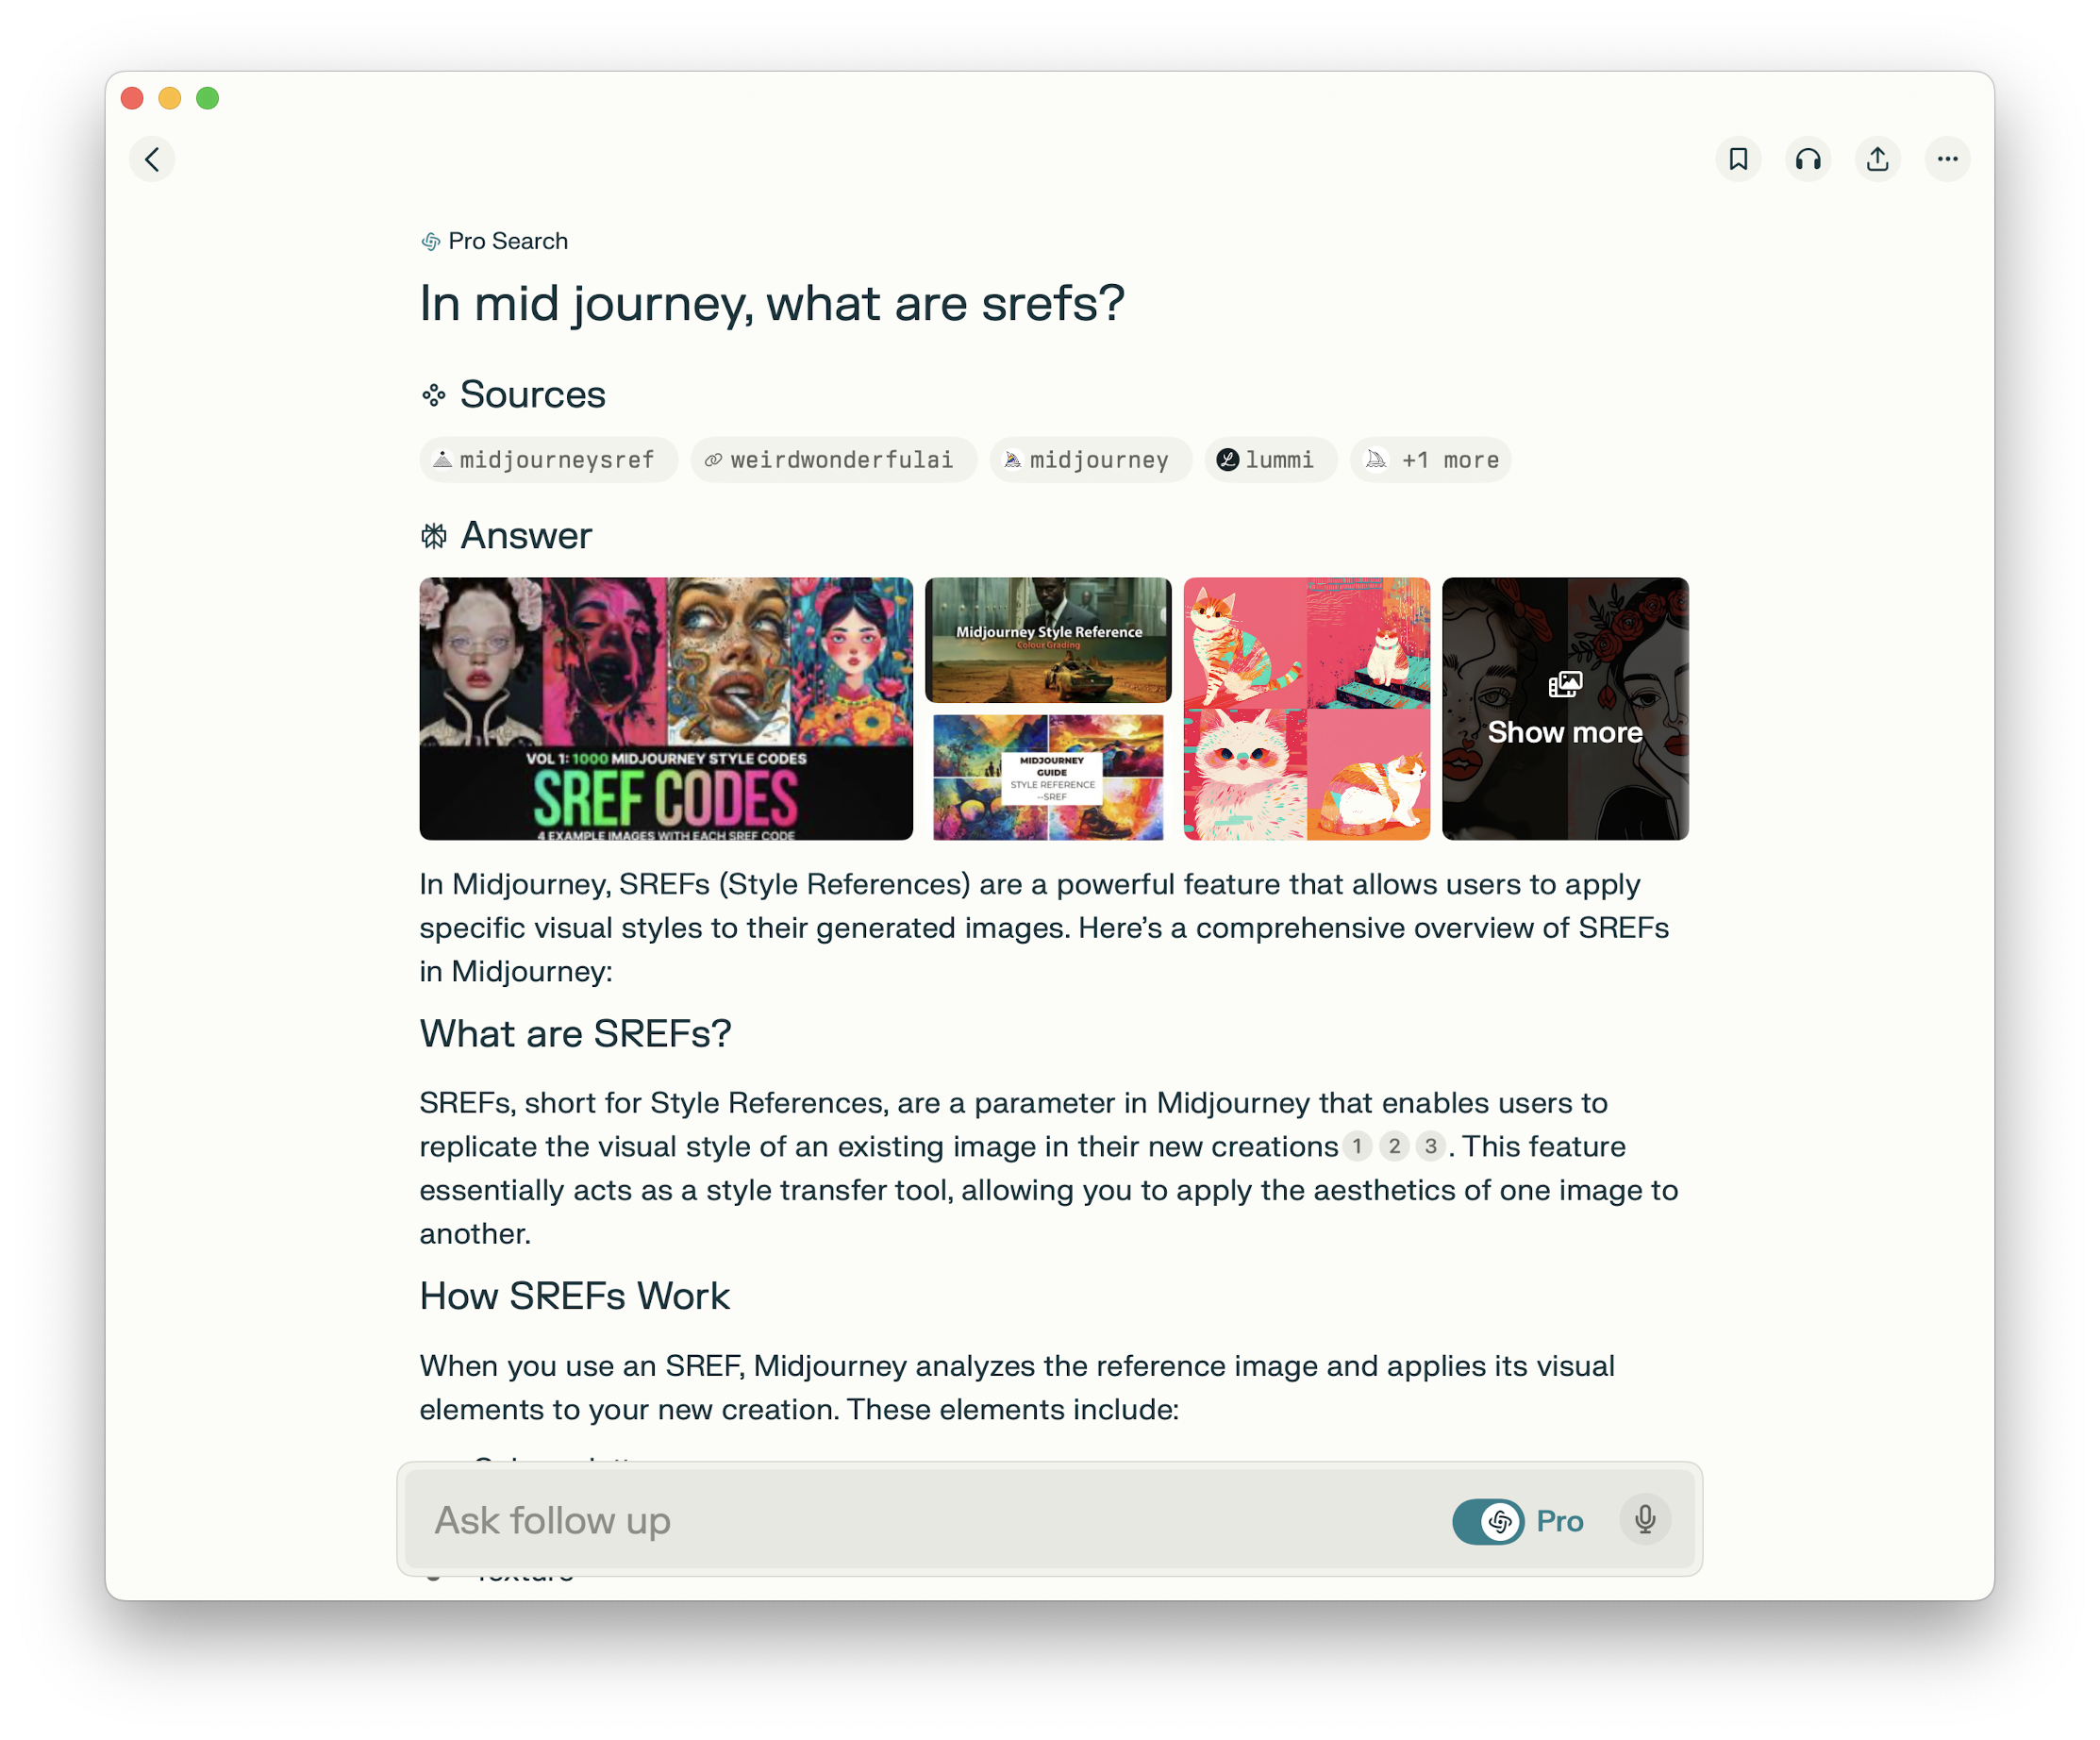 Pro Search
In mid journey, what are srefs?
Sources
midjourneysref weirdwonderfulai midjourney lummi +1 more
Answer
VOL 1: 1000 MIDJOURNEY STYLE CODES
SREF CODES
4 EXAMPLE IMAGES WITH EACH SREF CODE
Midjourney Style Reference
Colour Grading
MIDJOURNEY
GUIDE
STYLE REFERENCE
--SREF
Show more
In Midjourney, SREFs (Style References) are a powerful feature that allows users to apply
specific visual styles to their generated images. Here’s a comprehensive overview of SREFs
in Midjourney:
What are SREFs?
SREFs, short for Style References, are a parameter in Midjourney that enables users to
replicate the visual style of an existing image in their new creations 1 2 3. This feature
essentially acts as a style transfer tool, allowing you to apply the aesthetics of one image to
another.
How SREFs Work
When you use an SREF, Midjourney analyzes the reference image and applies its visual
elements to your new creation. These elements include:
Ask follow up
Pro
Texture